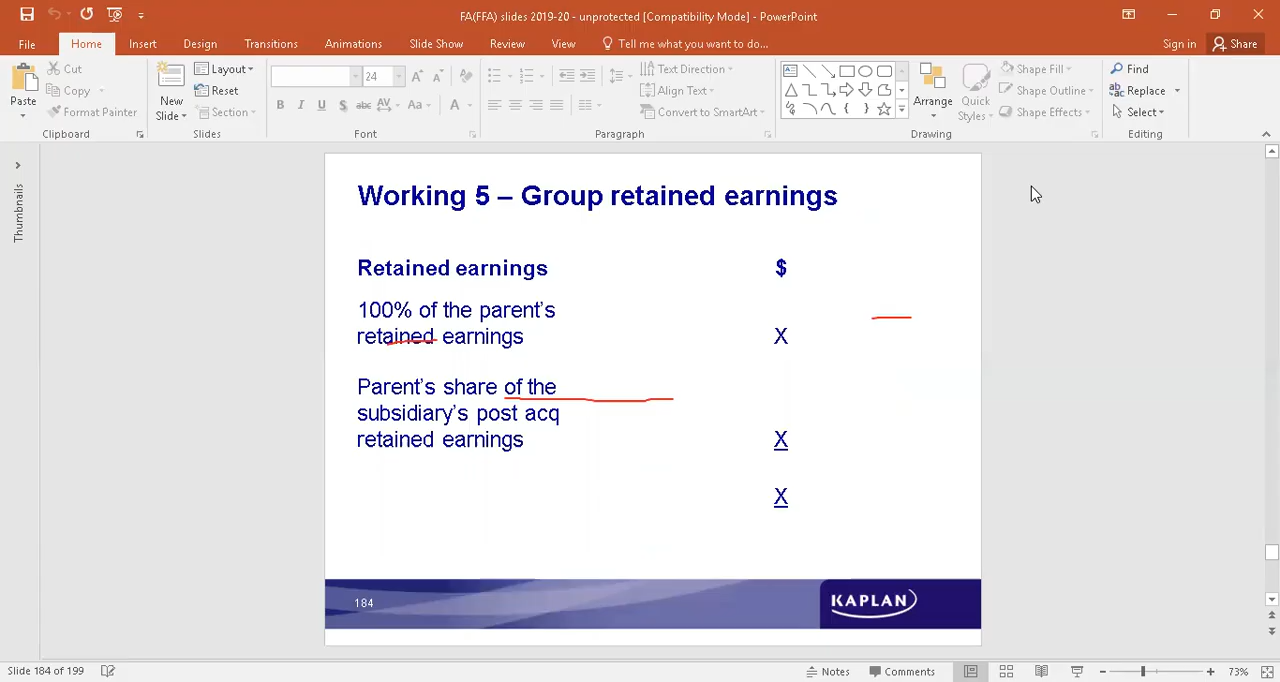 FA(FFA) slides 2019-20 - unprotected [Compatibility Mode] - PowerPoint
File Home Insert Design Transitions Animations Slide Show Review View Tell me what you want to do... Sign in Share
Cut Layout 24 Text Direction Shape Fill Find
Paste Copy New Slide Reset Align Text Arrange Quick Styles Shape Outline Replace
Format Painter Section B I U S abc AV Aa A Convert to SmartArt Shape Effects Select
Clipboard Slides Font Paragraph Drawing Editing
Thumbnails
Working 5 – Group retained earnings
Retained earnings $
100% of the parent's
retained earnings X
Parent's share of the
subsidiary's post acq
retained earnings X
X
184 KAPLAN
Slide 184 of 199 Notes Comments 73%